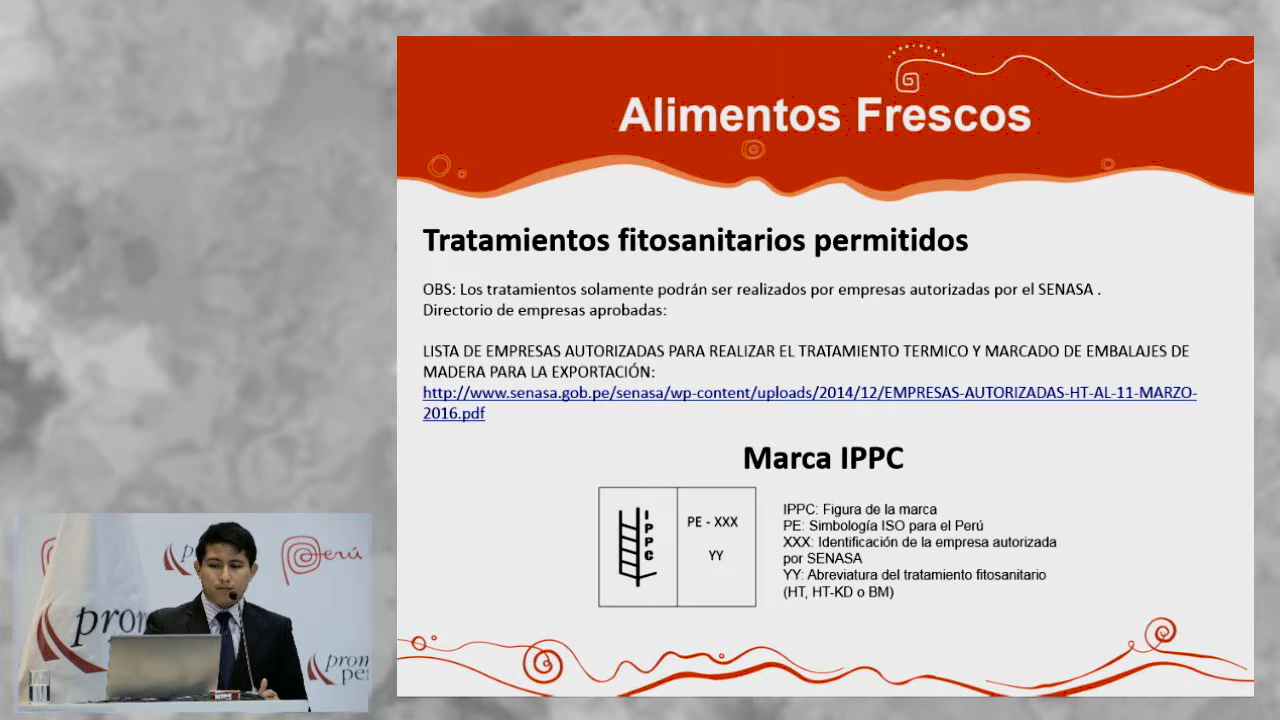 Alimentos Frescos
Tratamientos fitosanitarios permitidos
OBS: Los tratamientos solamente podrán ser realizados por empresas autorizadas por el SENASA .
Directorio de empresas aprobadas:
LISTA DE EMPRESAS AUTORIZADAS PARA REALIZAR EL TRATAMIENTO TERMICO Y MARCADO DE EMBALAJES DE
MADERA PARA LA EXPORTACIÓN:
http://www.senasa.gob.pe/senasa/wp-content/uploads/2014/12/EMPRESAS-AUTORIZADAS-HT-AL-11-MARZO-
2016.pdf
Marca IPPC
IPPC
PE - XXX
YY
IPPC: Figura de la marca
PE: Simbología ISO para el Perú
XXX: Identificación de la empresa autorizada
por SENASA
YY: Abreviatura del tratamiento fitosanitario
(HT, HT-KD o BM)
Perú
prom
prom
pe